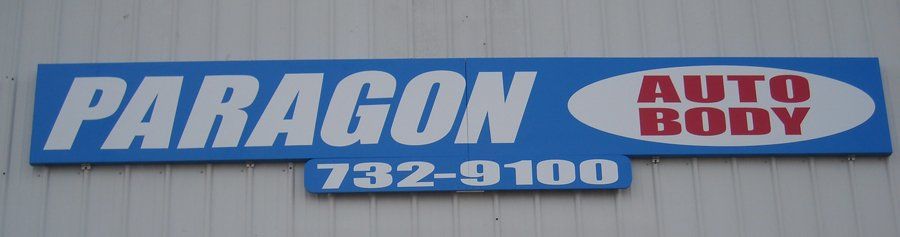 PARAGON
AUTO
BODY
732-9100